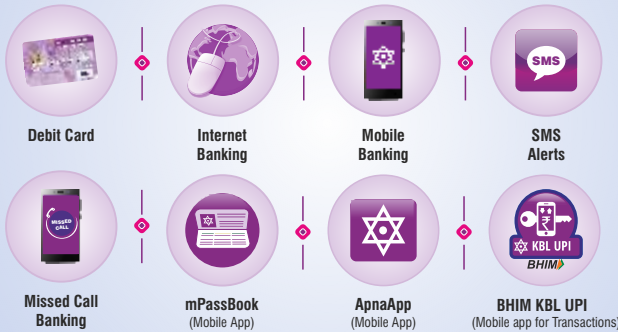 SMS
Debit Card
Internet
Banking
Mobile
Banking
SMS
Alerts
MISSED
CALL
KBL UPI
BHIM
Missed Call
Banking
mPassBook
(Mobile App)
ApnaApp
(Mobile App)
BHIM KBL UPI
(Mobile app for Transactions)